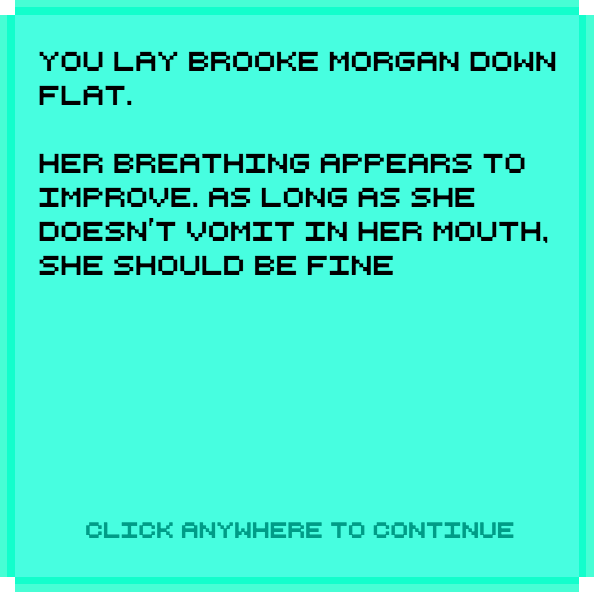 YOU LAY BROOKE MORGAN DOWN
FLAT.
HER BREATHING APPEARS TO
IMPROVE. AS LONG AS SHE
DOESN'T VOMIT IN HER MOUTH,
SHE SHOULD BE FINE
CLICK ANYWHERE TO CONTINUE